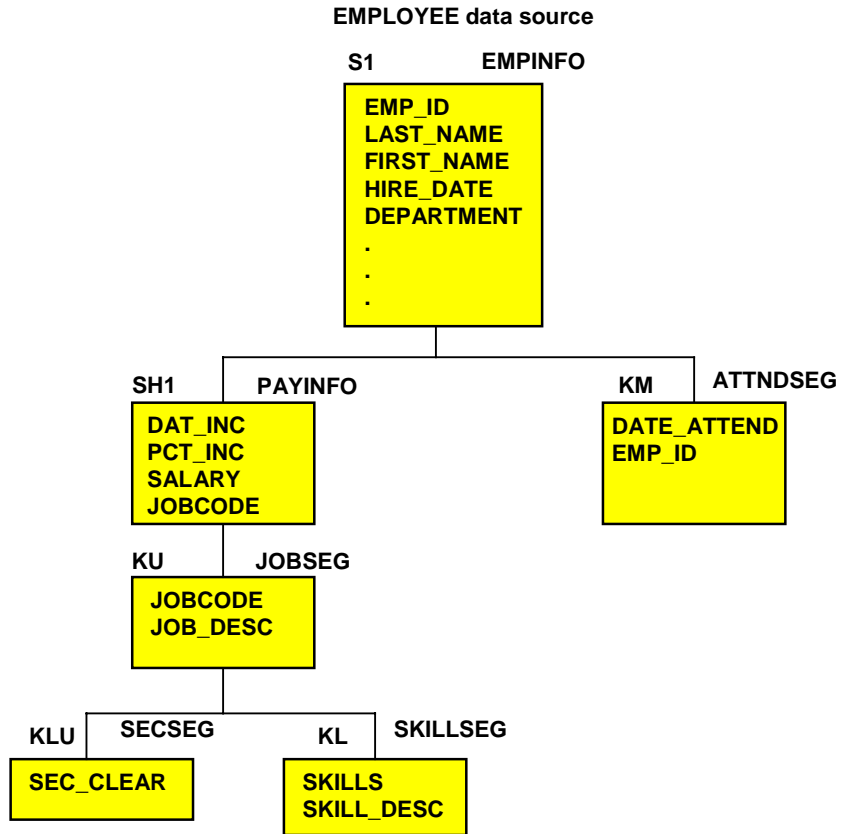 EMPLOYEE data source
S1 EMPINFO
EMP_ID
LAST_NAME
FIRST_NAME
HIRE_DATE
DEPARTMENT
.
.
.
SH1 PAYINFO
DAT_INC
PCT_INC
SALARY
JOBCODE
KM ATTNDSEG
DATE_ATTEND
EMP_ID
KU JOBSEG
JOBCODE
JOB_DESC
KLU SECSEG
SEC_CLEAR
KL SKILLSEG
SKILLS
SKILL_DESC